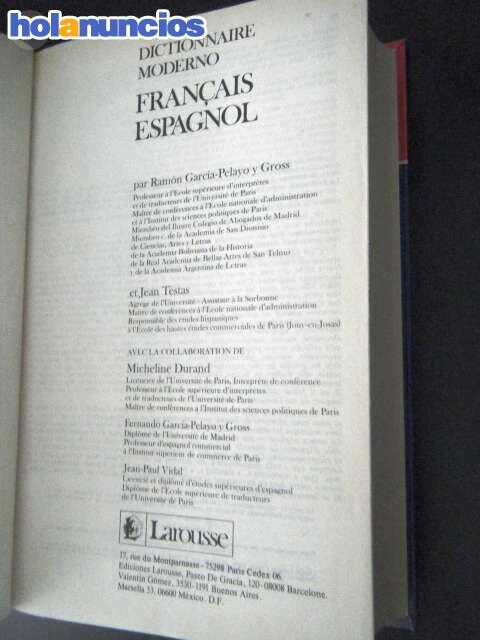 holanuncios
DICTIONNAIRE
MODERNO
FRANÇAIS
ESPAGNOL
par Ramón García-Pelayo y Gross
Professeur à l'École supérieure d'interprètes
et de traducteurs de l'Université de Paris
Maître de conférences à l'École nationale d'administration
et à l'Institut des sciences politiques de Paris
Miembro del Ilustre Colegio de Abogados de Madrid
Miembro c. de la Academia de San Dionisio
de Ciencias, Artes y Letras
de la Academia Boliviana de la Historia
de la Real Academia de Bellas Artes de San Telmo
y de la Academia Argentina de Letras
et Jean Testas
Agrégé de l'Université - Assistant à la Sorbonne
Maître de conférences à l'École nationale d'administration
Responsable des études hispaniques
à l'École des hautes études commerciales de Paris (Jouy-en-Josas)
AVEC LA COLLABORATION DE
Micheline Durand
Licenciée de l'Université de Paris, Interprète de conférence
Professeur à l'École supérieure d'interprètes
et de traducteurs de l'Université de Paris
Maître de conférences à l'Institut des sciences politiques de Paris
Fernando García-Pelayo y Gross
Diplômé de l'Université de Madrid
Professeur d'espagnol commercial
à l'Institut supérieur de commerce de Paris
Jean-Paul Vidal
Licencié et diplômé d'études supérieures d'espagnol
Diplômé de l'École supérieure de traducteurs
de l'Université de Paris
Larousse
17, rue du Montparnasse - 75298 Paris Cedex 06.
Ediciones Larousse, Paseo De Gracia, 120-08008 Barcelona.
Valentín Gómez, 3530-1191 Buenos Aires.
Marsella 53, 06600 México. D.F.